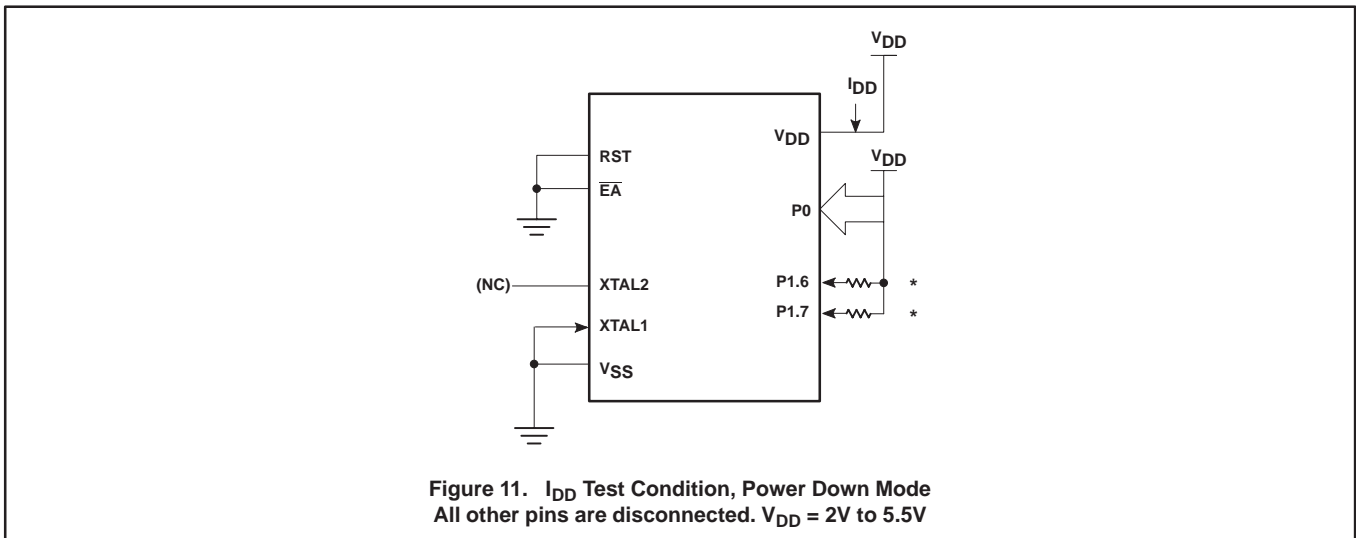 VDD
IDD
VDD
RST
VDD
EA
P0
(NC)
XTAL2
P1.6
*
P1.7
*
XTAL1
VSS
Figure 11. IDD Test Condition, Power Down Mode
All other pins are disconnected. VDD = 2V to 5.5V